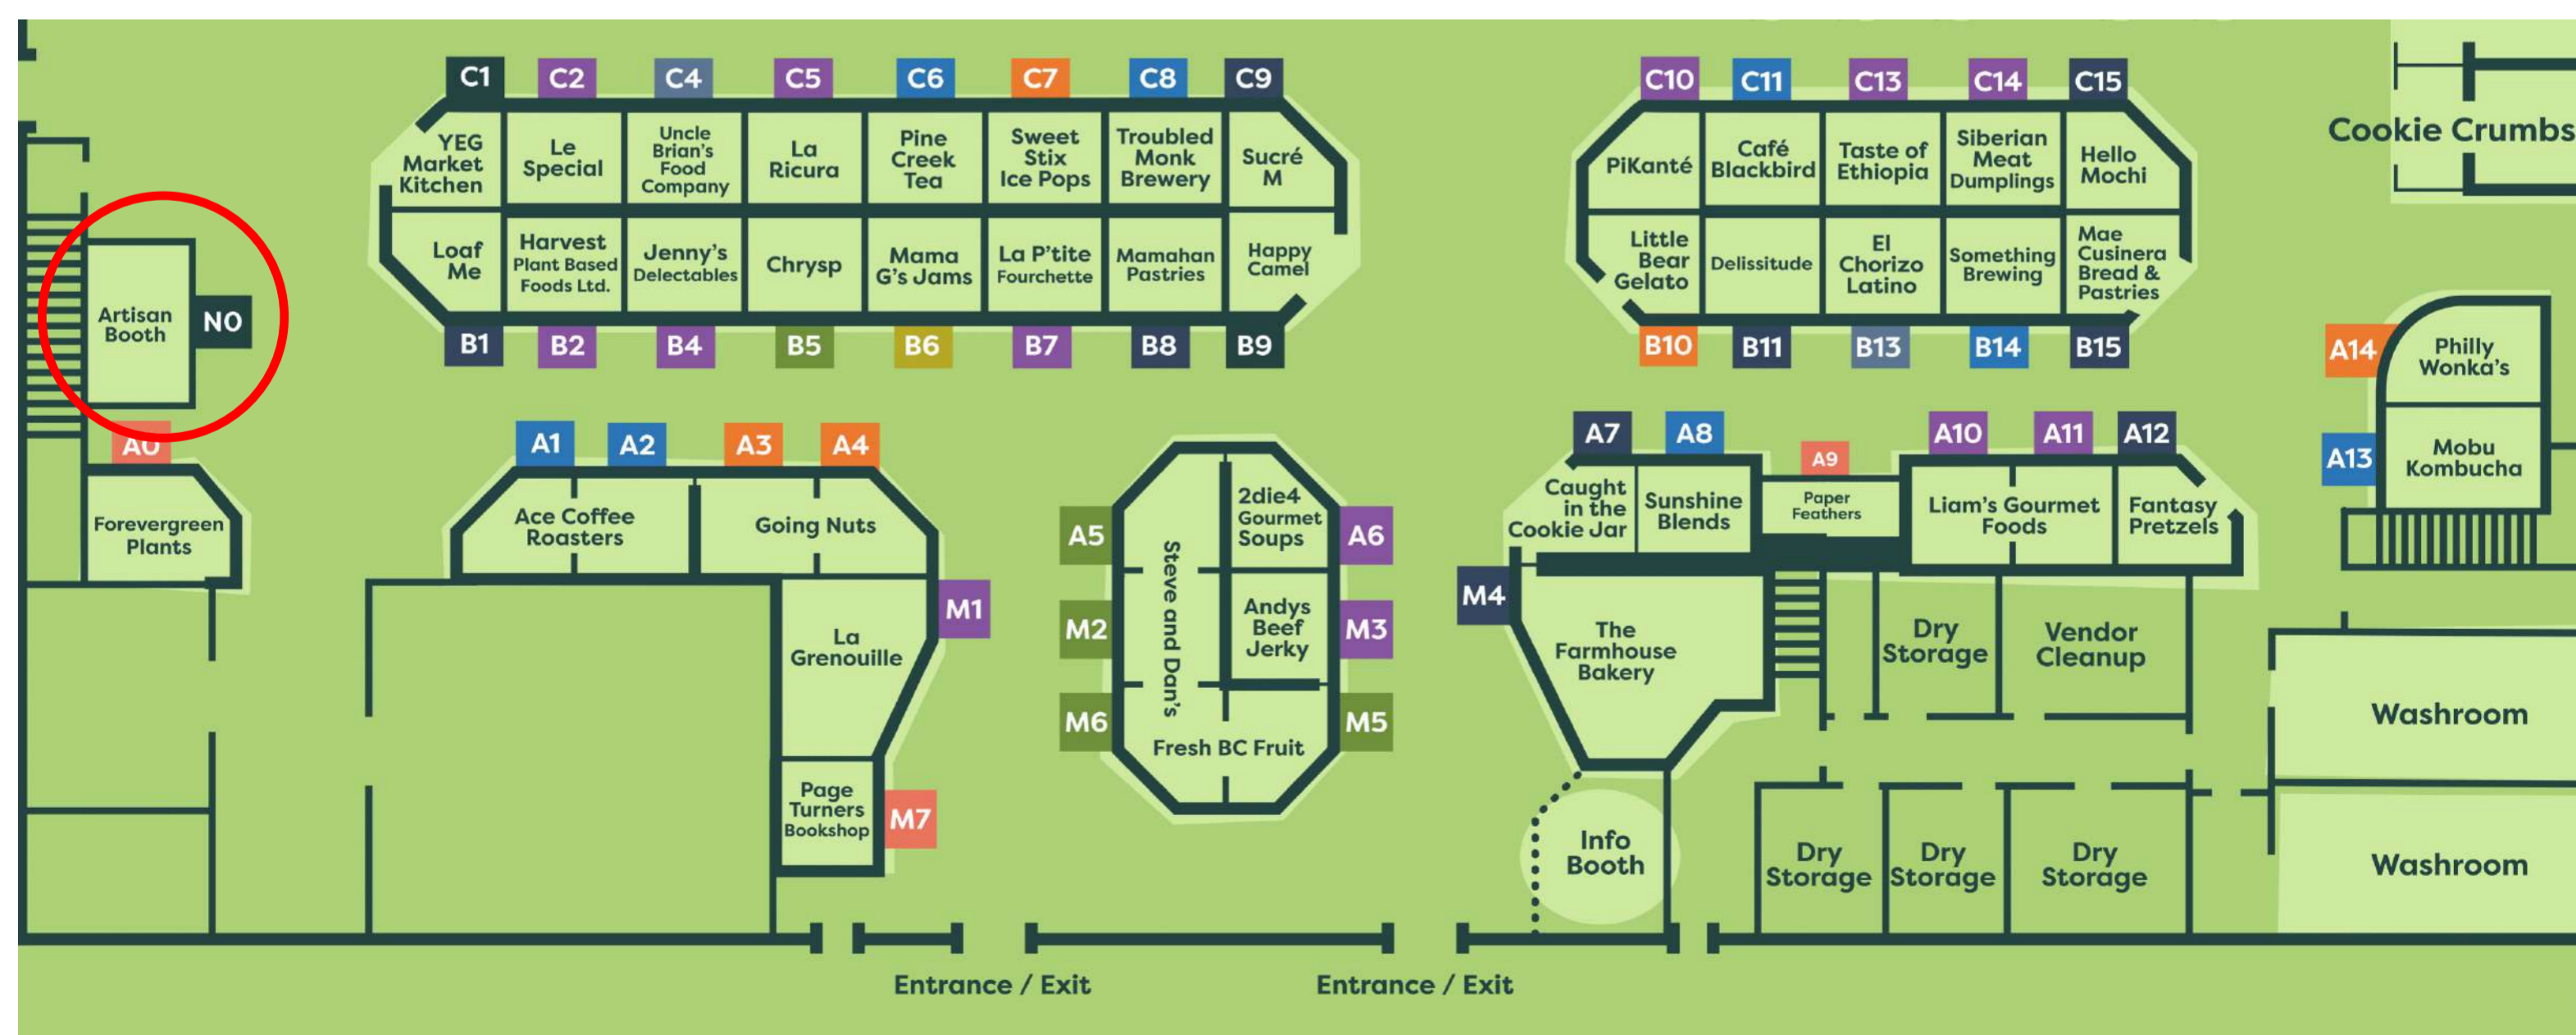 C1
C2
C4
C5
C6
C7
C8
C9
YEG
Market
Kitchen
Le
Special
Uncle
Brian's
Food
Company
La
Ricura
Pine
Creek
Tea
Sweet
Stix
Ice Pops
Troubled
Monk
Brewery
Sucré
M
Loaf
Me
Harvest
Plant Based
Foods Ltd.
Jenny's
Delectables
Chrysp
Mama
G's Jams
La P'tite
Fourchette
Mamahan
Pastries
Happy
Camel
B1
B2
B4
B5
B6
B7
B8
B9
C10
C11
C13
C14
C15
PiKanté
Café
Blackbird
Taste of
Ethiopia
Siberian
Meat
Dumplings
Hello
Mochi
Little
Bear
Gelato
Delissitude
El
Chorizo
Latino
Something
Brewing
Mae
Cusinera
Bread &
Pastries
B10
B11
B13
B14
B15
Cookie Crumbs
Artisan
Booth
N0
A0
Forevergreen
Plants
A1
A2
A3
A4
Ace Coffee
Roasters
Going Nuts
La
Grenouille
M1
Page
Turners
Bookshop
M7
A5
M2
M6
Steve and Dan's
Fresh BC Fruit
2die4
Gourmet
Soups
Andys
Beef
Jerky
A6
M3
M5
A7
A8
A9
A10
A11
A12
Caught
in the
Cookie Jar
Sunshine
Blends
Paper
Feathers
Liam's Gourmet
Foods
Fantasy
Pretzels
M4
The
Farmhouse
Bakery
Dry
Storage
Vendor
Cleanup
Info
Booth
Dry
Storage
Dry
Storage
Dry
Storage
A14
Philly
Wonka's
A13
Mobu
Kombucha
Washroom
Washroom
Entrance / Exit
Entrance / Exit